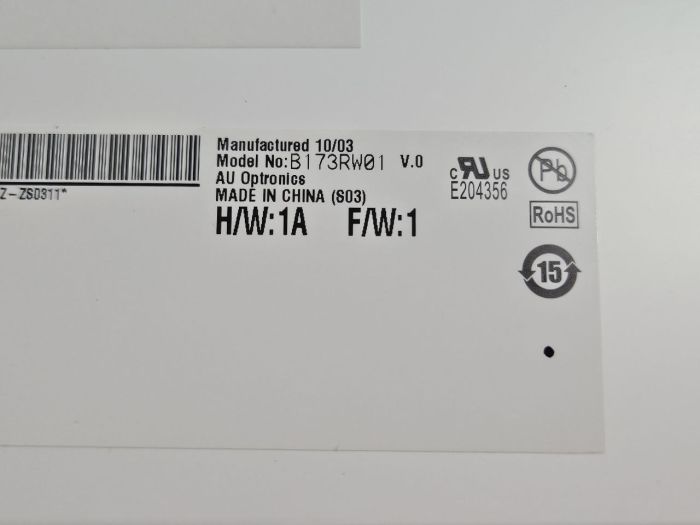 Manufactured 10/03
Model No:B173RW01 V.0
AU Optronics
MADE IN CHINA (S03)
H/W:1A F/W:1
Z-ZS0311*
c RU US
E204356
Pb
RoHS
15